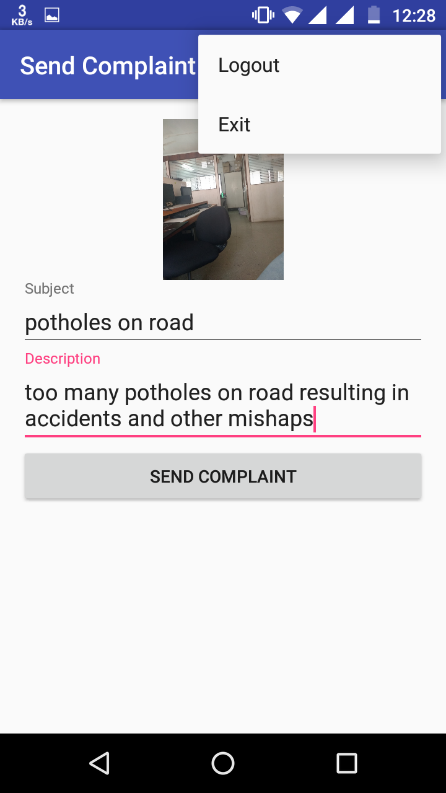 3
KB/s
12:28
Send Complaint
Logout
Exit
Subject
potholes on road
Description
too many potholes on road resulting in
accidents and other mishaps
SEND COMPLAINT